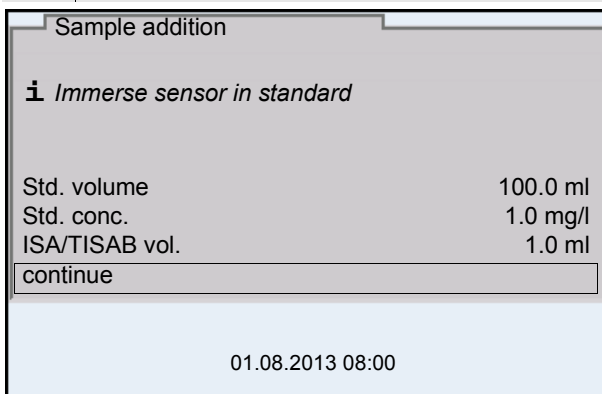 Sample addition
i Immerse sensor in standard
Std. volume 100.0 ml
Std. conc. 1.0 mg/l
ISA/TISAB vol. 1.0 ml
continue
01.08.2013 08:00